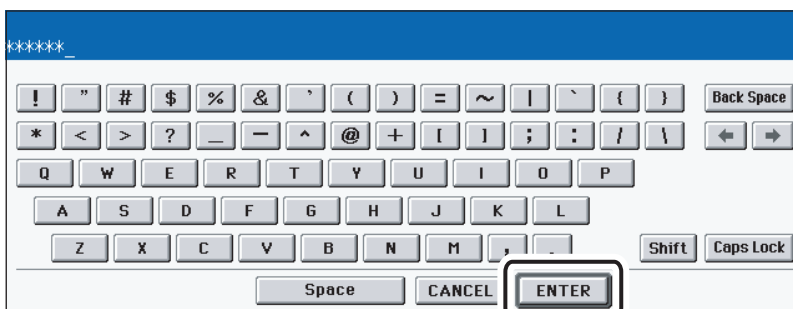 ******_
! " # $ % & ' ( ) = ~ | ` { } Back Space
* < > ? _ - ^ @ + [ ] ; : / \ ← →
Q W E R T Y U I O P
A S D F G H J K L
Z X C V B N M , . Shift Caps Lock
Space CANCEL ENTER